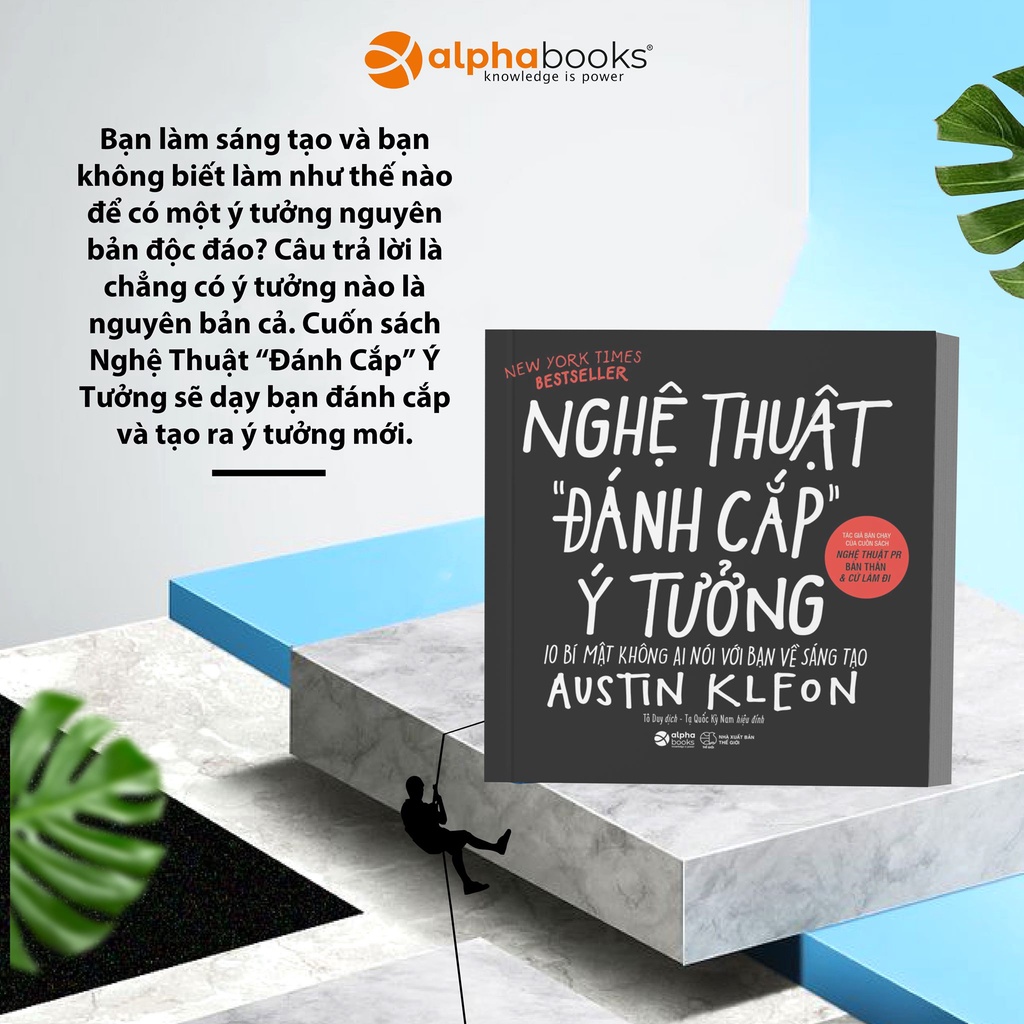 alphabooks®
knowledge is power
Bạn làm sáng tạo và bạn
không biết làm như thế nào
để có một ý tưởng nguyên
bản độc đáo? Câu trả lời là
chẳng có ý tưởng nào là
nguyên bản cả. Cuốn sách
Nghệ Thuật “Đánh Cắp” Ý
Tưởng sẽ dạy bạn đánh cắp
và tạo ra ý tưởng mới.
NEW YORK TIMES
BESTSELLER
NGHỆ THUẬT
"ĐÁNH CẮP"
Ý TƯỞNG
TÁC GIẢ BÁN CHẠY
CỦA CUỐN SÁCH
NGHỆ THUẬT PR
BẢN THÂN
& CỨ LÀM ĐI
10 BÍ MẬT KHÔNG AI NÓI VỚI BẠN VỀ SÁNG TẠO
AUSTIN KLEON
Tô Duy dịch - Tạ Quốc Kỳ Nam hiệu đính
alpha
books
NHÀ XUẤT BẢN
THẾ GIỚI